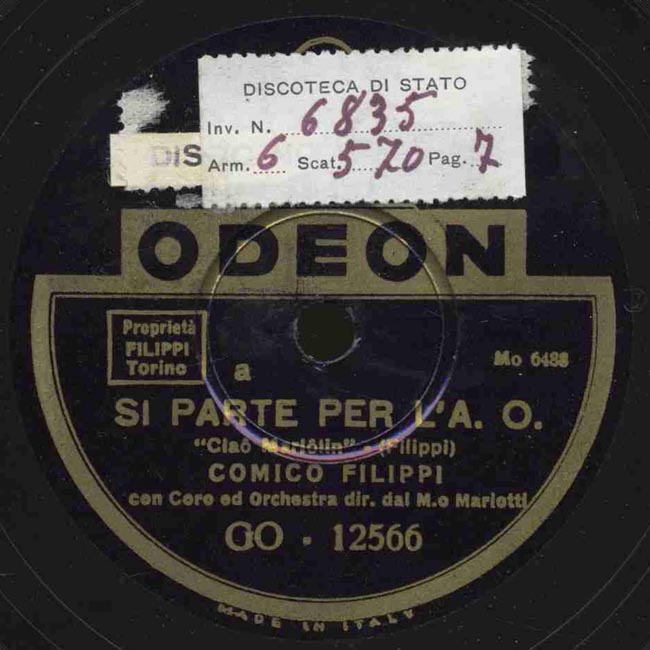 DISCOTECA DI STATO
Inv. N. 6835
DIS
Arm. 6 Scat. 570 Pag. 7
ODEON
Proprietà
FILIPPI
Torino
a
Mo 6488
SI PARTE PER L'A. O.
"Ciaô Mariôlin" - (Filippi)
COMICO FILIPPI
con Coro ed Orchestra dir. dal M.o Mariotti
GO - 12566
MADE IN ITALY